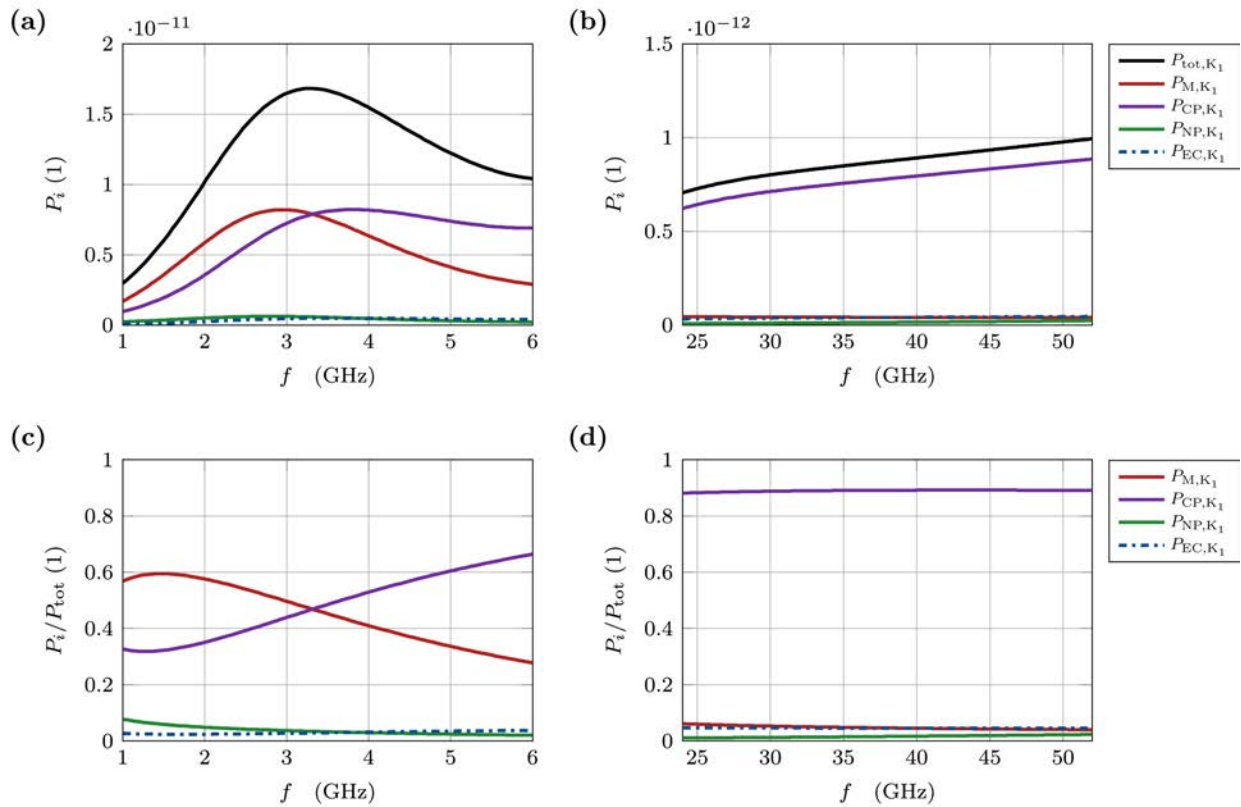 (a)
·10⁻¹¹
2
1.5
1
0.5
0
P_i (1)
1 2 3 4 5 6
f (GHz)
(b)
·10⁻¹²
1.5
1
0.5
0
P_i (1)
25 30 35 40 45 50
f (GHz)
P_tot,K₁
P_M,K₁
P_CP,K₁
P_NP,K₁
P_EC,K₁
(c)
1
0.8
0.6
0.4
0.2
0
P_i/P_tot (1)
1 2 3 4 5 6
f (GHz)
(d)
1
0.8
0.6
0.4
0.2
0
P_i/P_tot (1)
25 30 35 40 45 50
f (GHz)
P_M,K₁
P_CP,K₁
P_NP,K₁
P_EC,K₁